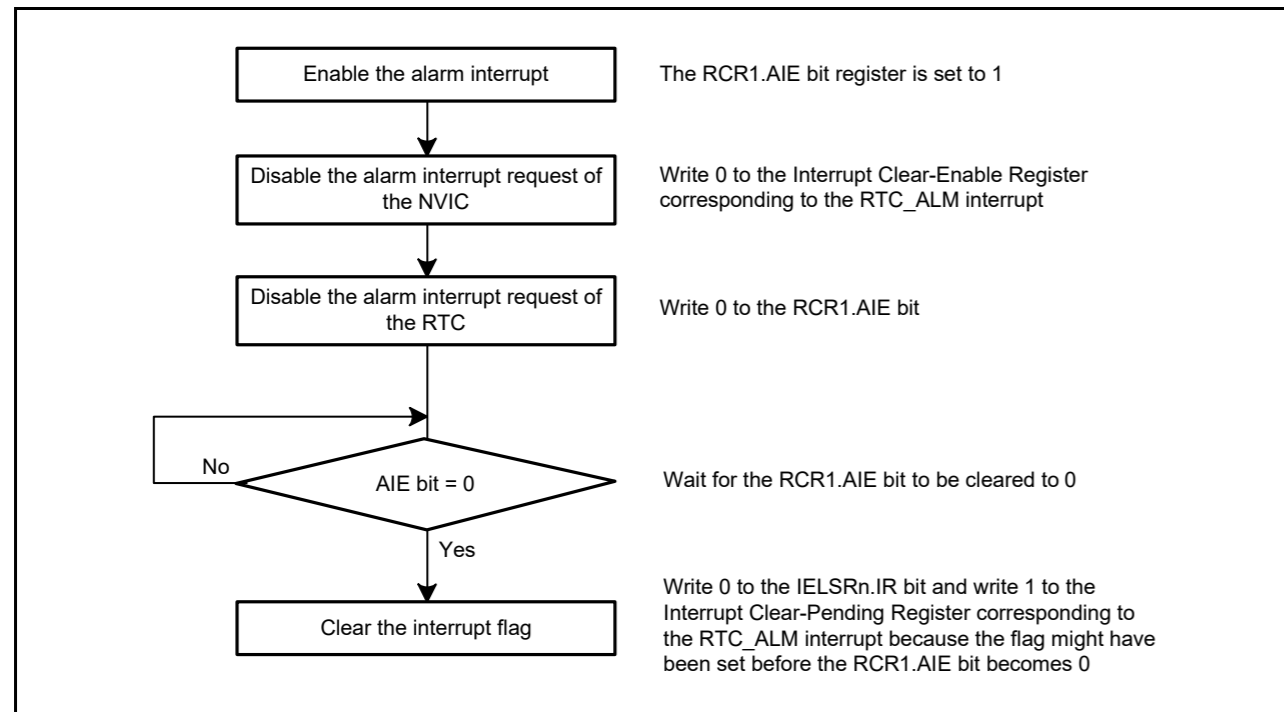 Enable the alarm interrupt
The RCR1.AIE bit register is set to 1
Disable the alarm interrupt request of
the NVIC
Write 0 to the Interrupt Clear-Enable Register
corresponding to the RTC_ALM interrupt
Disable the alarm interrupt request of
the RTC
Write 0 to the RCR1.AIE bit
No
AIE bit = 0
Wait for the RCR1.AIE bit to be cleared to 0
Yes
Clear the interrupt flag
Write 0 to the IELSRn.IR bit and write 1 to the
Interrupt Clear-Pending Register corresponding to
the RTC_ALM interrupt because the flag might have
been set before the RCR1.AIE bit becomes 0